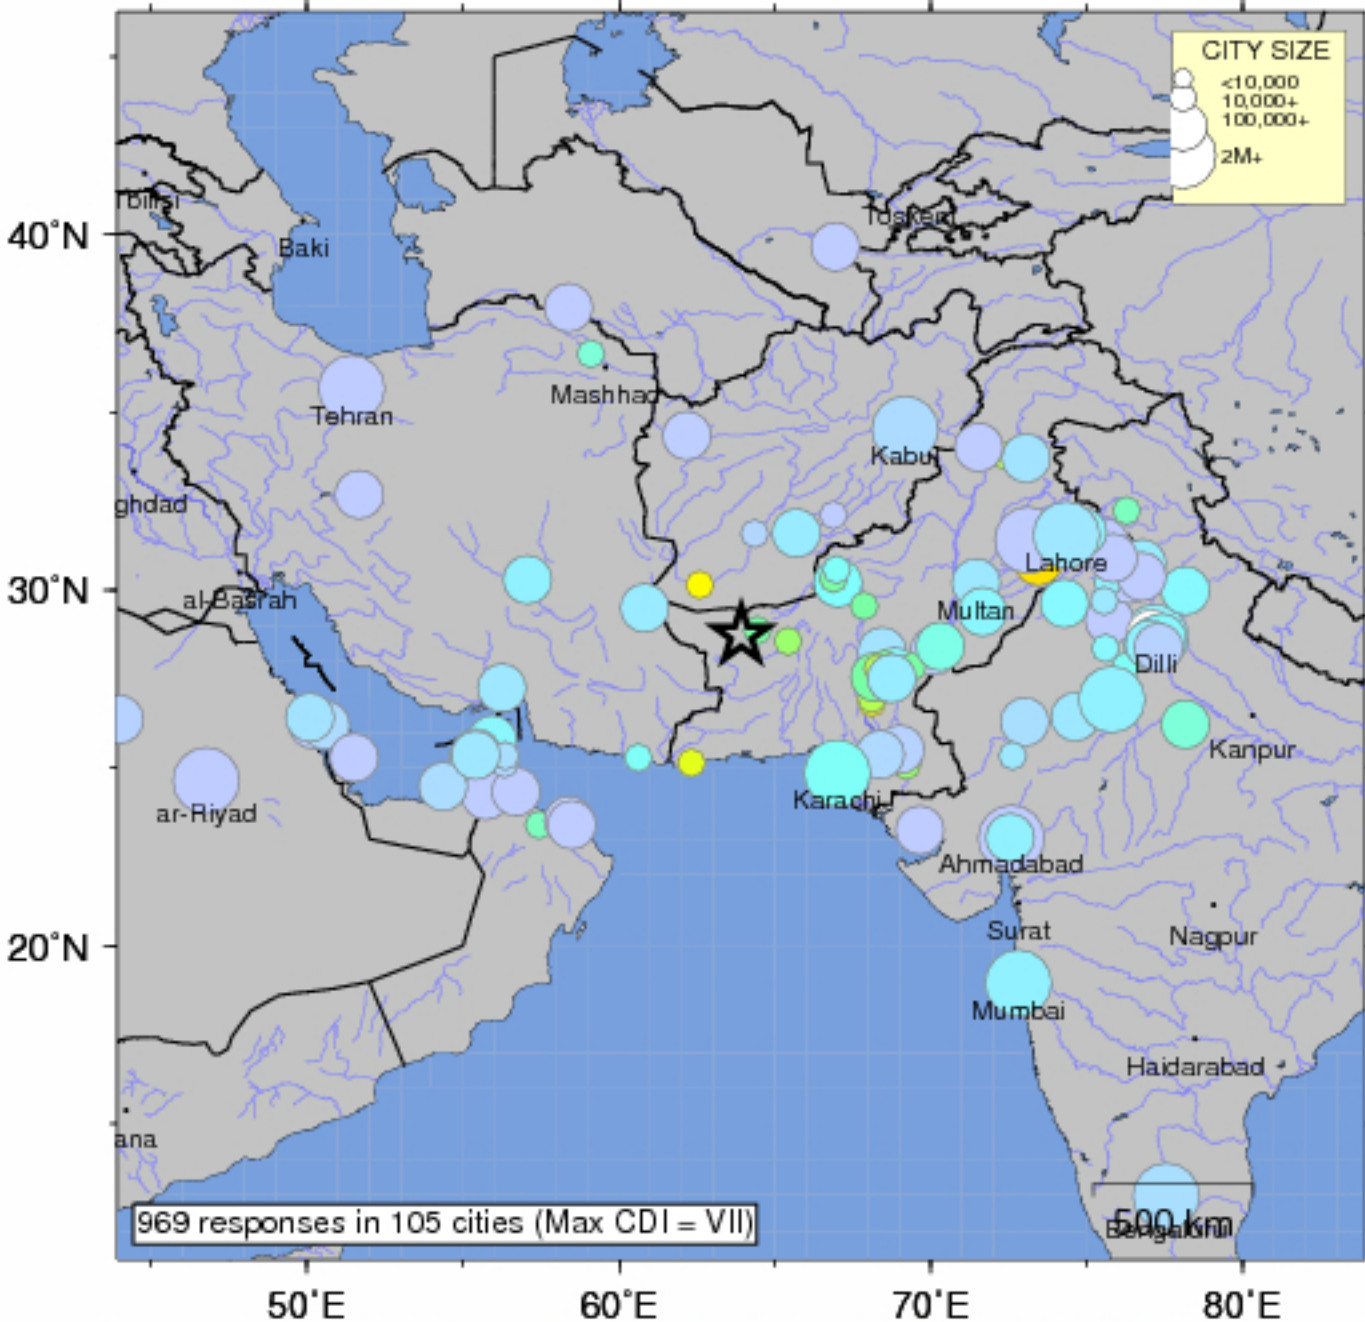 CITY SIZE
<10,000
10,000+
100,000+
2M+
40°N
Tbilisi
Baki
Toskent
Mashhad
Tehran
Kabul
ghdad
30°N
al-Basrah
Lahore
Multan
Dilli
Kanpur
ar-Riyad
Karachi
Ahmadabad
20°N
Surat
Nagpur
Mumbai
Haidarabad
ana
969 responses in 105 cities (Max CDI = VII)
500 km
Bengaluru
50°E
60°E
70°E
80°E